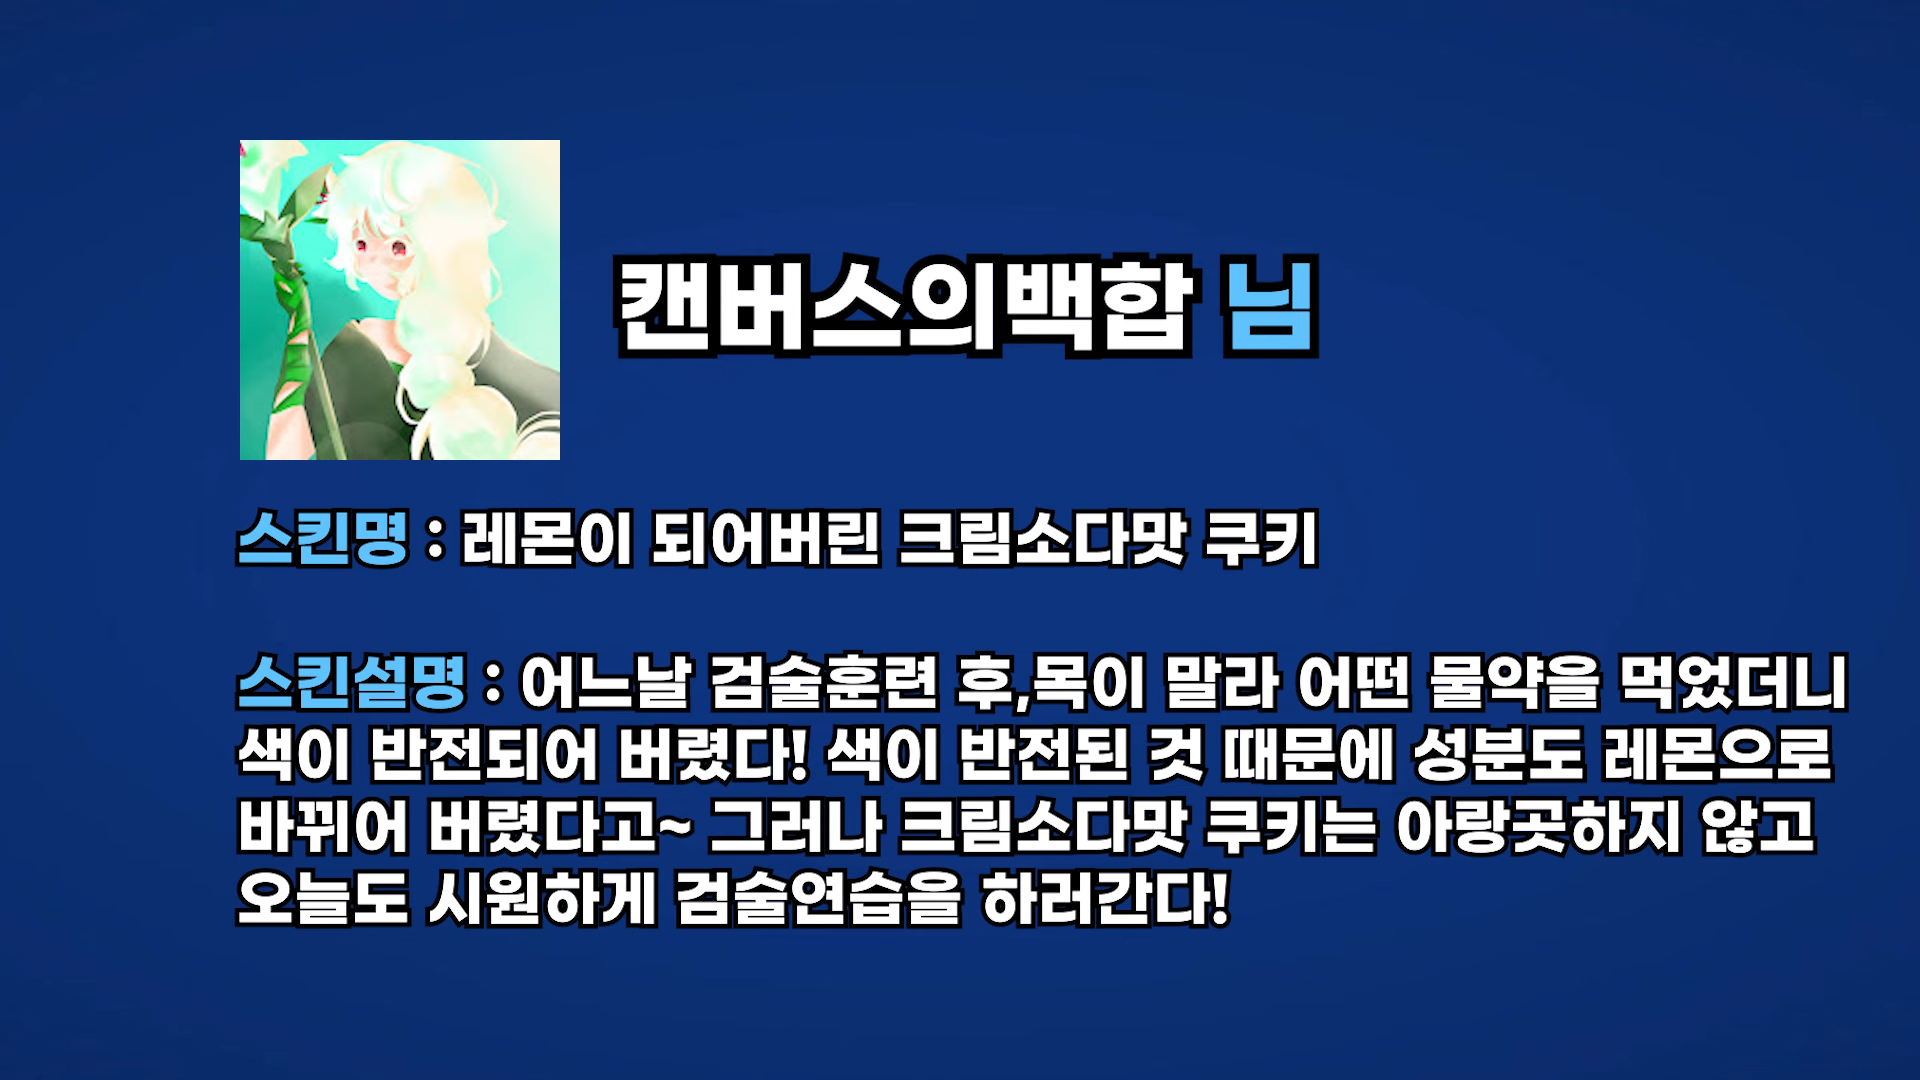 캔버스의백합 님
스킨명 : 레몬이 되어버린 크림소다맛 쿠키
스킨설명 : 어느날 검술훈련 후,목이 말라 어떤 물약을 먹었더니
색이 반전되어 버렸다! 색이 반전된 것 때문에 성분도 레몬으로
바뀌어 버렸다고~ 그러나 크림소다맛 쿠키는 아랑곳하지 않고
오늘도 시원하게 검술연습을 하러간다!